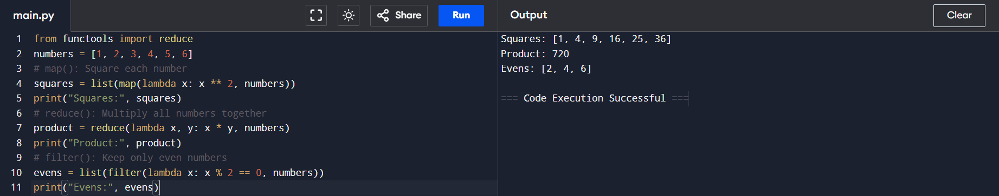 main.py
Share
Run
Output
Clear
1 from functools import reduce
2 numbers = [1, 2, 3, 4, 5, 6]
3 # map(): Square each number
4 squares = list(map(lambda x: x ** 2, numbers))
5 print("Squares:", squares)
6 # reduce(): Multiply all numbers together
7 product = reduce(lambda x, y: x * y, numbers)
8 print("Product:", product)
9 # filter(): Keep only even numbers
10 evens = list(filter(lambda x: x % 2 == 0, numbers))
11 print("Evens:", evens)
Squares: [1, 4, 9, 16, 25, 36]
Product: 720
Evens: [2, 4, 6]
=== Code Execution Successful ===